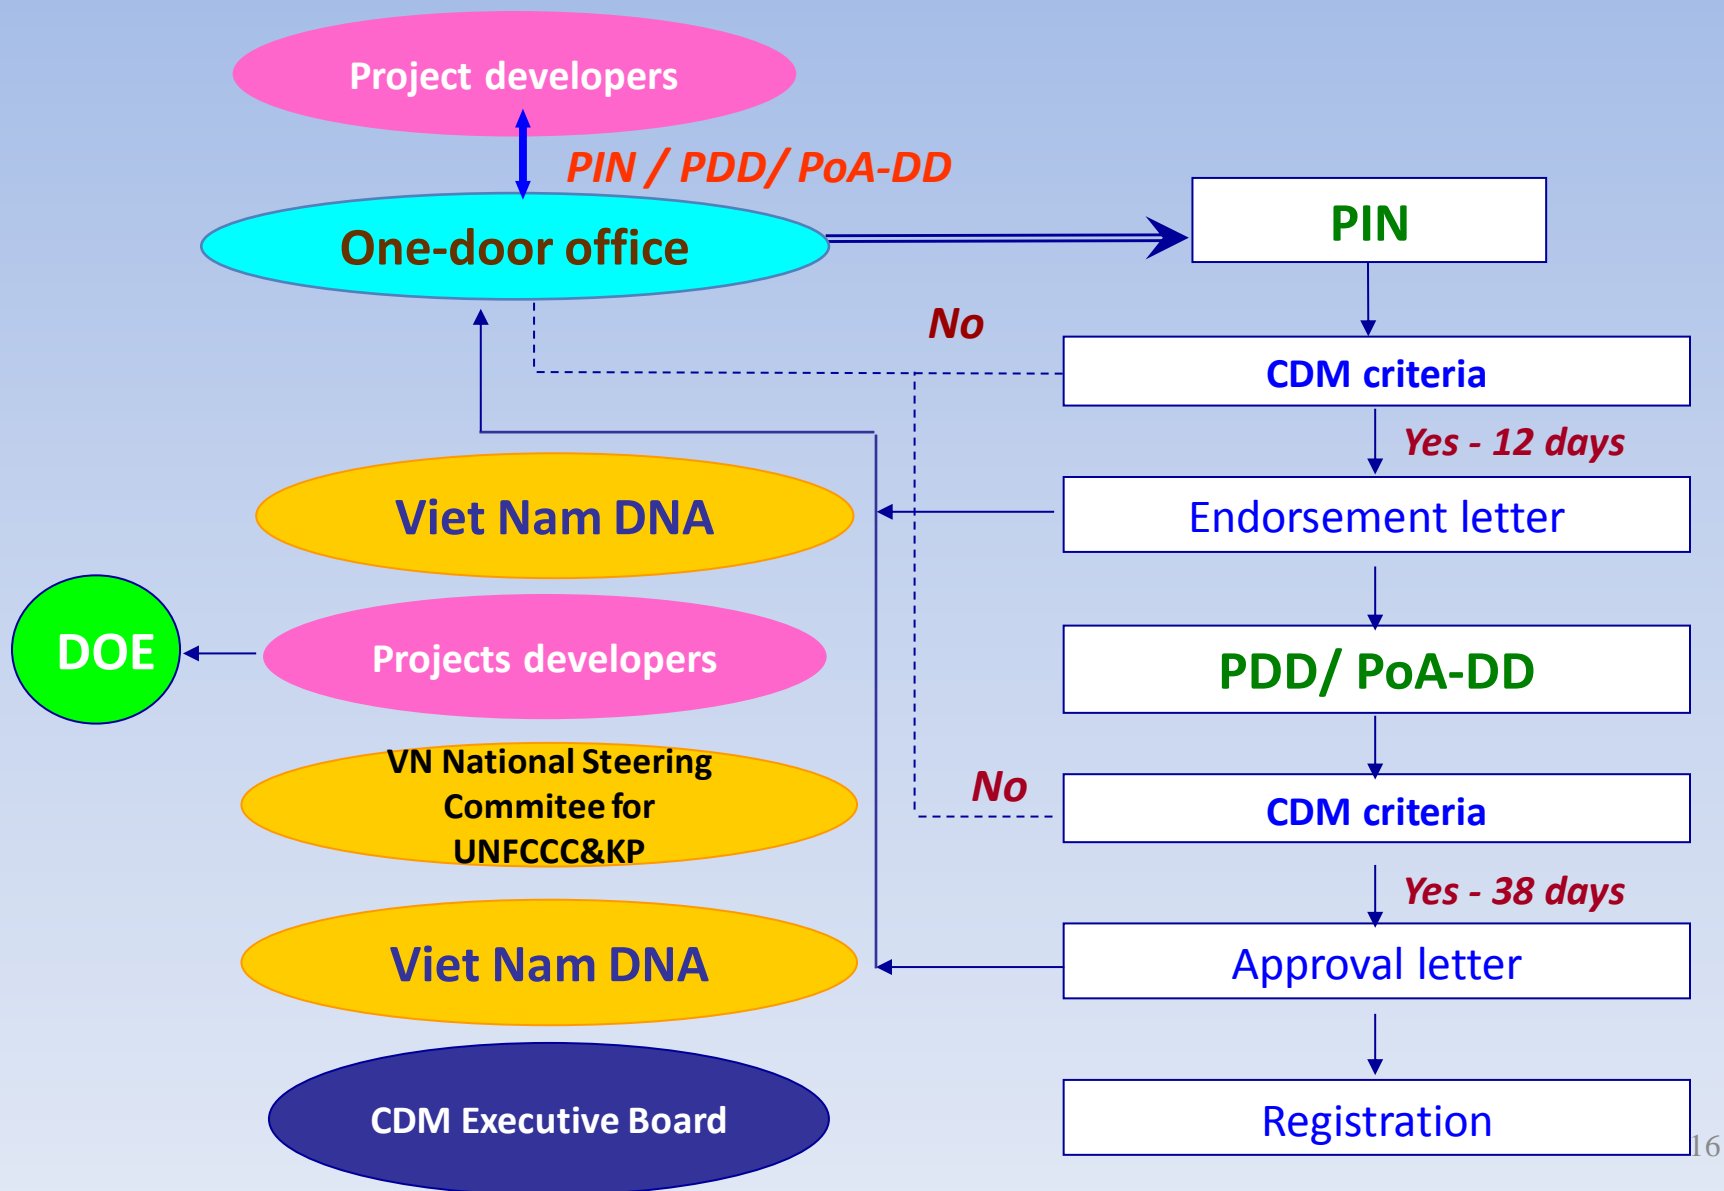 Project developers
PIN / PDD/ PoA-DD
One-door office
PIN
No
CDM criteria
Yes - 12 days
Viet Nam DNA
Endorsement letter
DOE
Projects developers
PDD/ PoA-DD
VN National Steering
Commitee for
UNFCCC&KP
No
CDM criteria
Yes - 38 days
Viet Nam DNA
Approval letter
CDM Executive Board
Registration
16